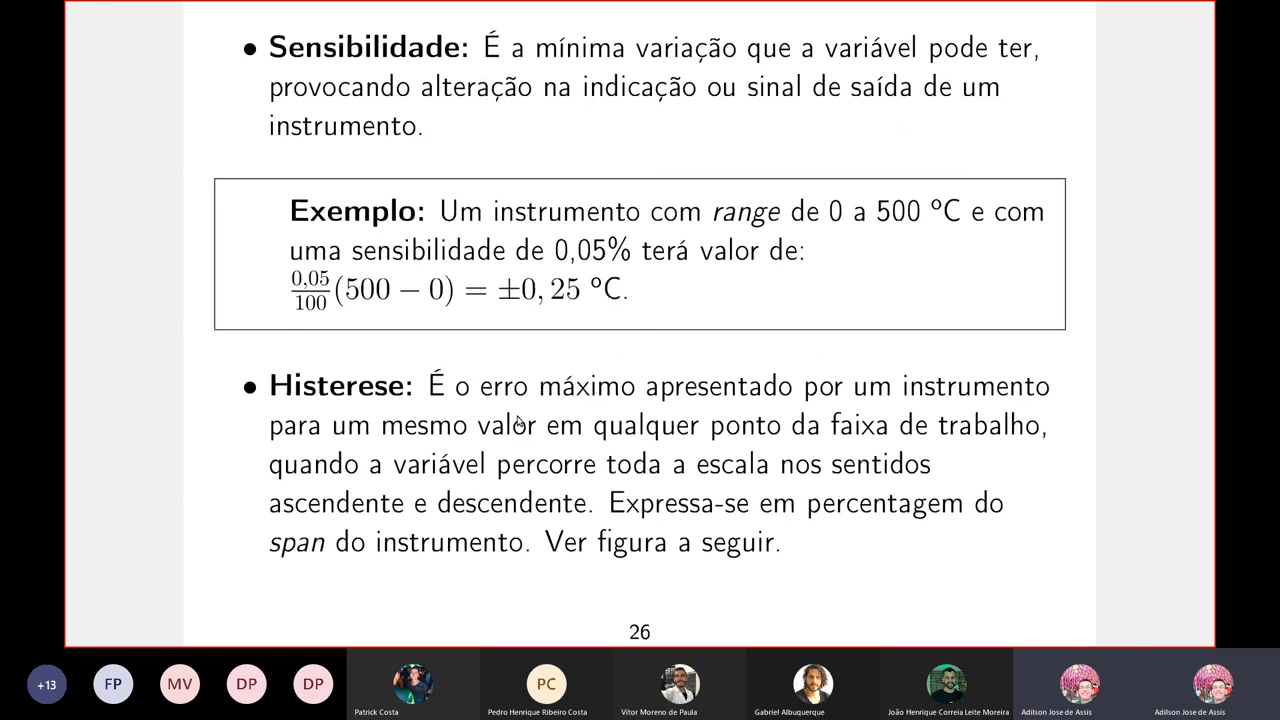 • Sensibilidade: É a mínima variação que a variável pode ter,
provocando alteração na indicação ou sinal de saída de um
instrumento.
Exemplo: Um instrumento com range de 0 a 500 ºC e com
uma sensibilidade de 0,05% terá valor de:
0,05/100 (500 − 0) = ±0, 25 ºC.
• Histerese: É o erro máximo apresentado por um instrumento
para um mesmo valor em qualquer ponto da faixa de trabalho,
quando a variável percorre toda a escala nos sentidos
ascendente e descendente. Expressa-se em percentagem do
span do instrumento. Ver figura a seguir.
26
+13 FP MV DP DP PC
Patrick Costa Pedro Henrique Ribeiro Costa Vítor Moreno de Paula Gabriel Albuquerque João Henrique Correia Leite Moreira Adilson Jose de Assis Adilson Jose de Assis